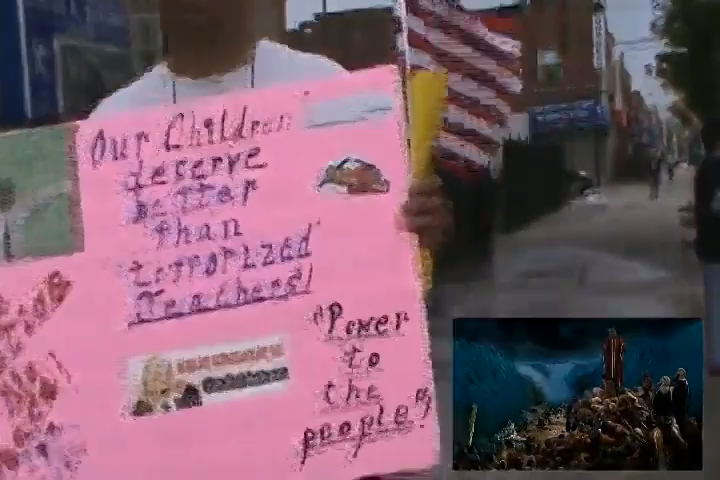 Our Children
deserve
better
than
terrorized
Teachers!
"Power
to
the
people"